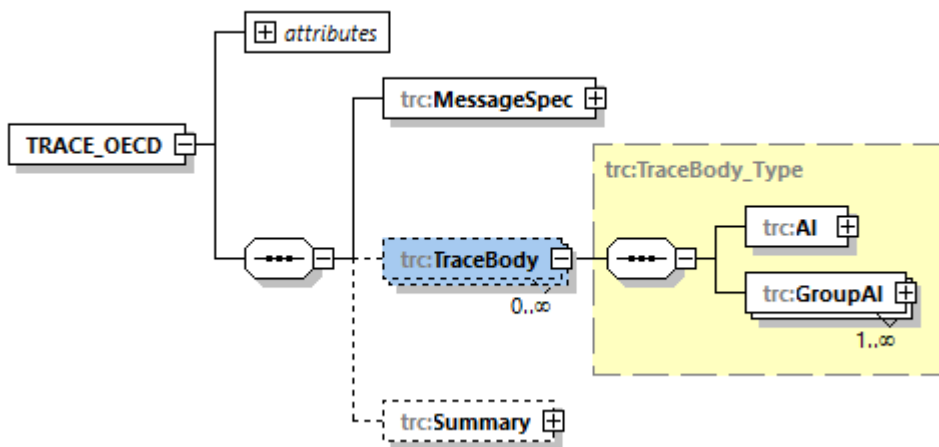 attributes
trc:MessageSpec
TRACE_OECD
trc:TraceBody_Type
trc:AI
trc:TraceBody
trc:GroupAI
0..∞
1..∞
trc:Summary